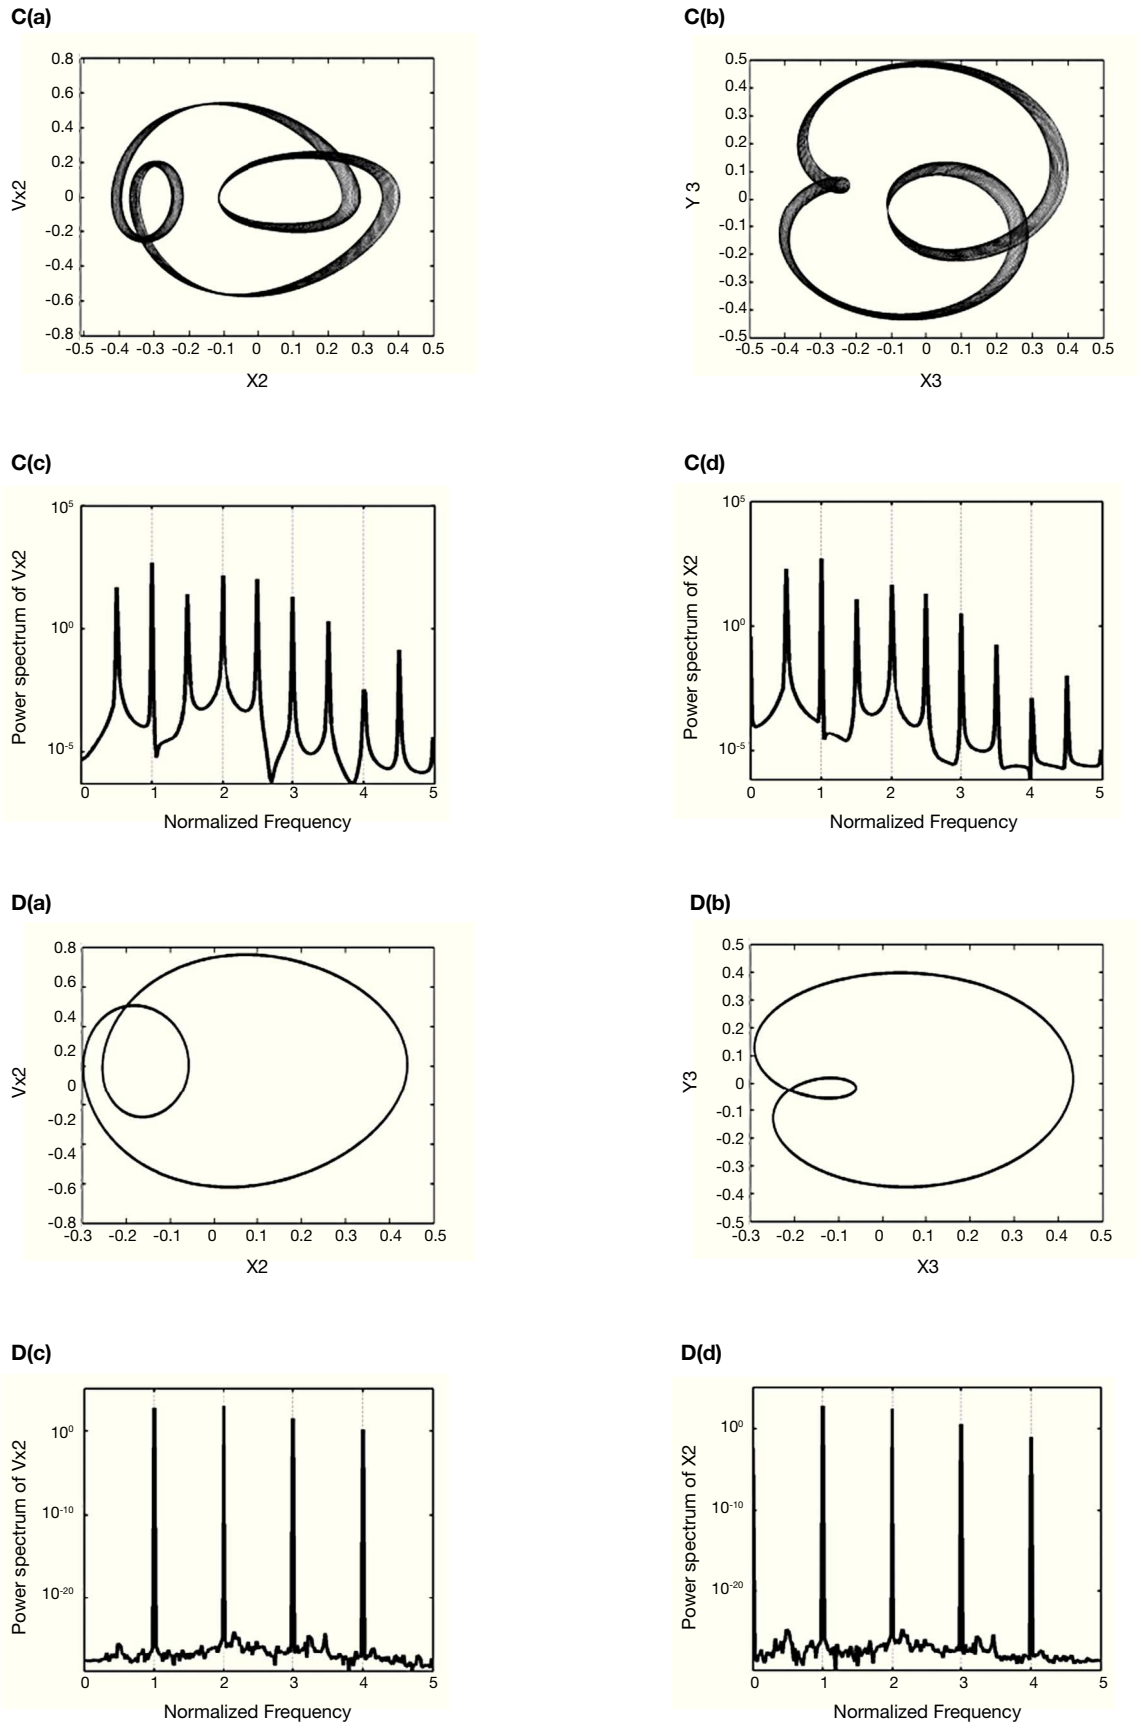 C(a)
C(b)
0.8
0.6
0.4
0.2
0
-0.2
-0.4
-0.6
-0.8
Vx2
-0.5 -0.4 -0.3 -0.2 -0.1 0 0.1 0.2 0.3 0.4 0.5
X2
0.5
0.4
0.3
0.2
0.1
0
-0.1
-0.2
-0.3
-0.4
-0.5
Y 3
-0.5 -0.4 -0.3 -0.2 -0.1 0 0.1 0.2 0.3 0.4 0.5
X3
C(c)
C(d)
10⁵
10⁰
10⁻⁵
Power spectrum of Vx2
0 1 2 3 4 5
Normalized Frequency
10⁵
10⁰
10⁻⁵
Power spectrum of X2
0 1 2 3 4 5
Normalized Frequency
D(a)
D(b)
0.8
0.6
0.4
0.2
0
-0.2
-0.4
-0.6
-0.8
Vx2
-0.3 -0.2 -0.1 0 0.1 0.2 0.3 0.4 0.5
X2
0.5
0.4
0.3
0.2
0.1
0
-0.1
-0.2
-0.3
-0.4
-0.5
Y3
-0.3 -0.2 -0.1 0 0.1 0.2 0.3 0.4 0.5
X3
D(c)
D(d)
10⁰
10⁻¹⁰
10⁻²⁰
Power spectrum of Vx2
0 1 2 3 4 5
Normalized Frequency
10⁰
10⁻¹⁰
10⁻²⁰
Power spectrum of X2
0 1 2 3 4 5
Normalized Frequency